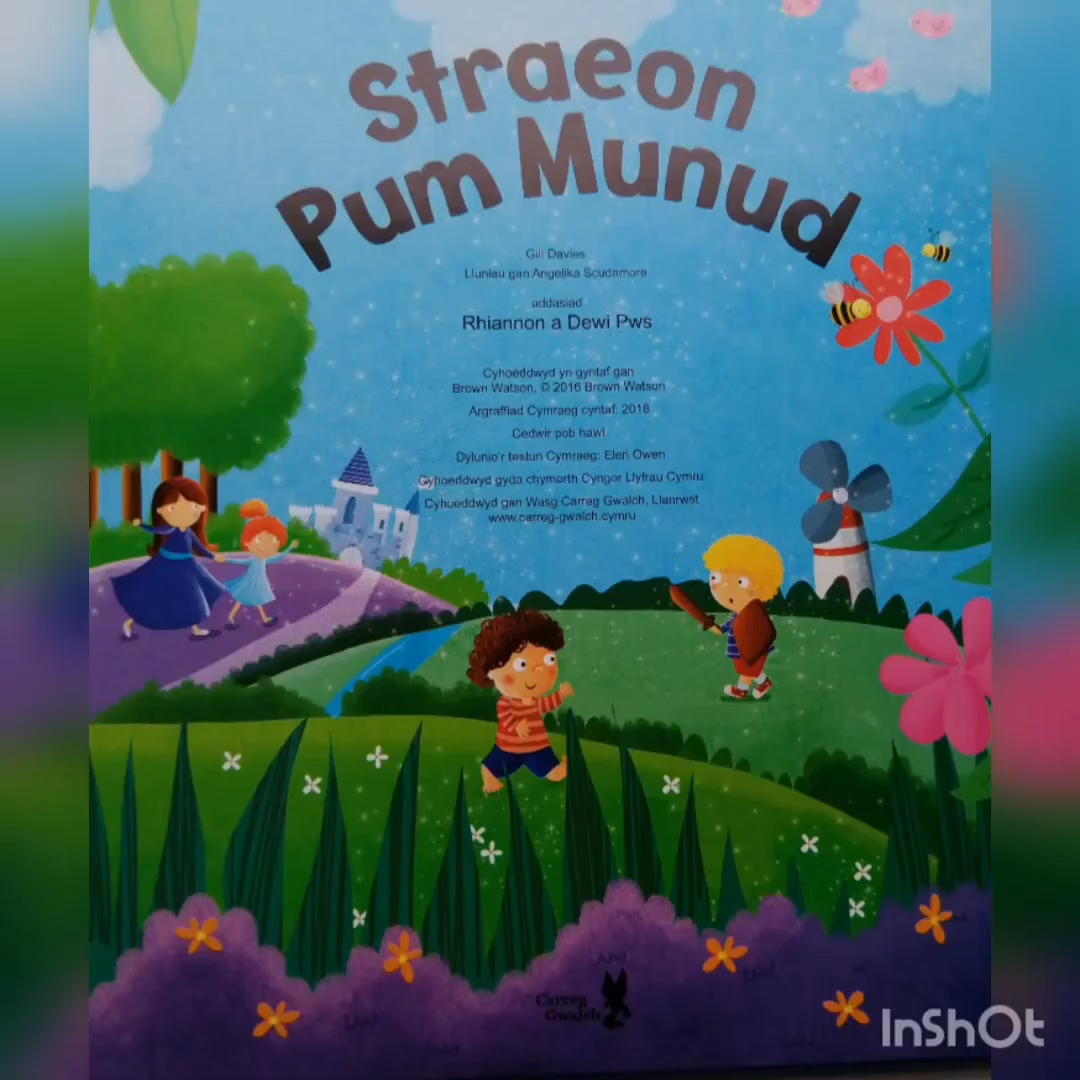 Straeon
Pum Munud
Gill Davies
Lluniau gan Angelika Scudamore
addasiad
Rhiannon a Dewi Pws
Cyhoeddwyd yn gyntaf gan
Brown Watson, © 2016 Brown Watson
Argraffiad Cymraeg cyntaf: 2018
Cedwir pob hawl.
Dylunio'r testun Cymraeg: Eleri Owen
Cyhoeddwyd gyda chymorth Cyngor Llyfrau Cymru
Cyhoeddwyd gan Wasg Carreg Gwalch, Llanrwst
www.carreg-gwalch.cymru
Carreg
Gwalch
InShOt